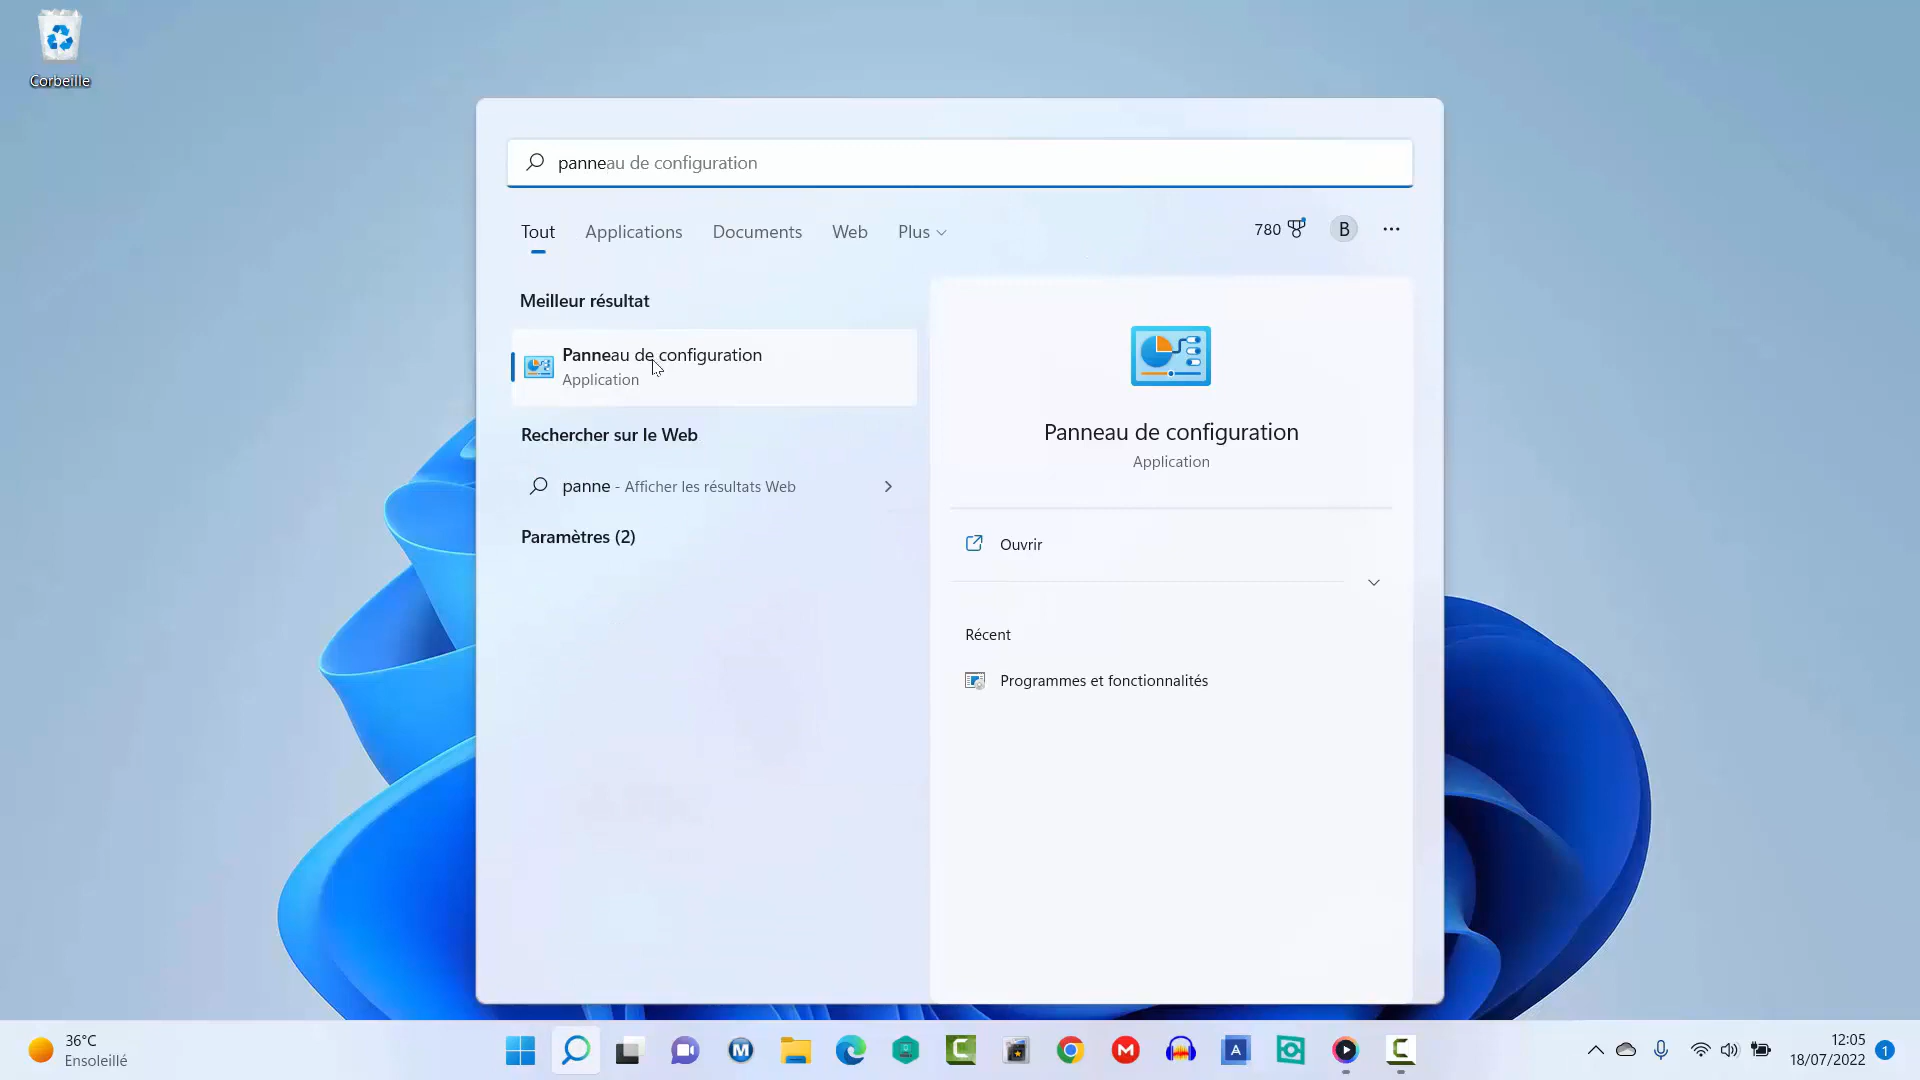 Corbeille
panneau de configuration
Tout Applications Documents Web Plus
780 B
Meilleur résultat
Panneau de configuration
Application
Rechercher sur le Web
panne - Afficher les résultats Web
Paramètres (2)
Panneau de configuration
Application
Ouvrir
Récent
Programmes et fonctionnalités
36°C
Ensoleillé
M
C
M
A
C
12:05
18/07/2022
1